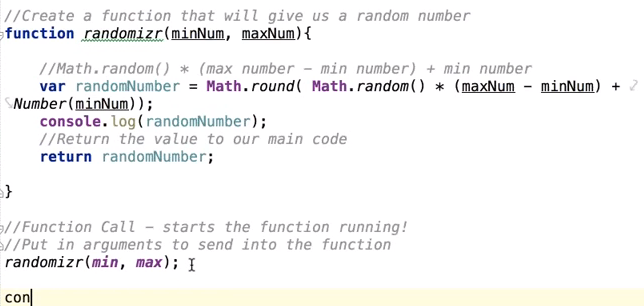 //Create a function that will give us a random number
function randomizr(minNum, maxNum){
//Math.random() * (max number - min number) + min number
var randomNumber = Math.round( Math.random() * (maxNum - minNum) +
Number(minNum));
console.log(randomNumber);
//Return the value to our main code
return randomNumber;
}
//Function Call - starts the function running!
//Put in arguments to send into the function
randomizr(min, max);
con